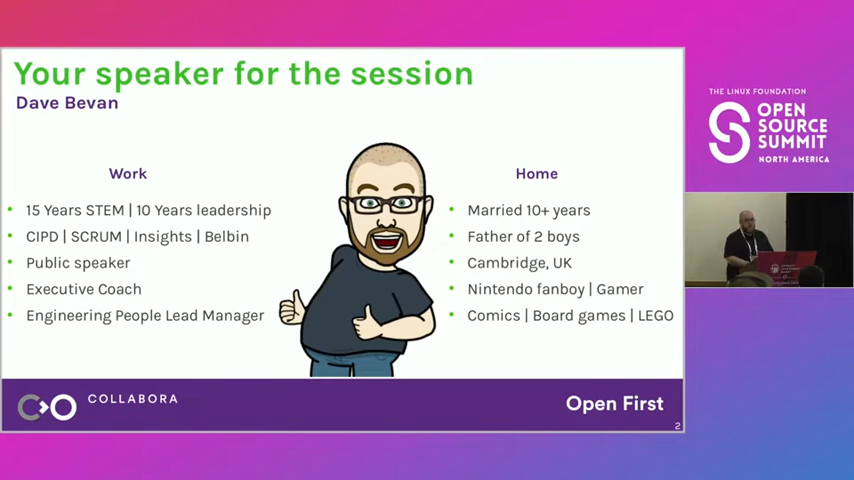 Your speaker for the session
Dave Bevan
Work
15 Years STEM | 10 Years leadership
CIPD | SCRUM | Insights | Belbin
Public speaker
Executive Coach
Engineering People Lead Manager
Home
Married 10+ years
Father of 2 boys
Cambridge, UK
Nintendo fanboy | Gamer
Comics | Board games | LEGO
COLLABORA
Open First
2
THE LINUX FOUNDATION
OPEN
SOURCE
SUMMIT
NORTH AMERICA